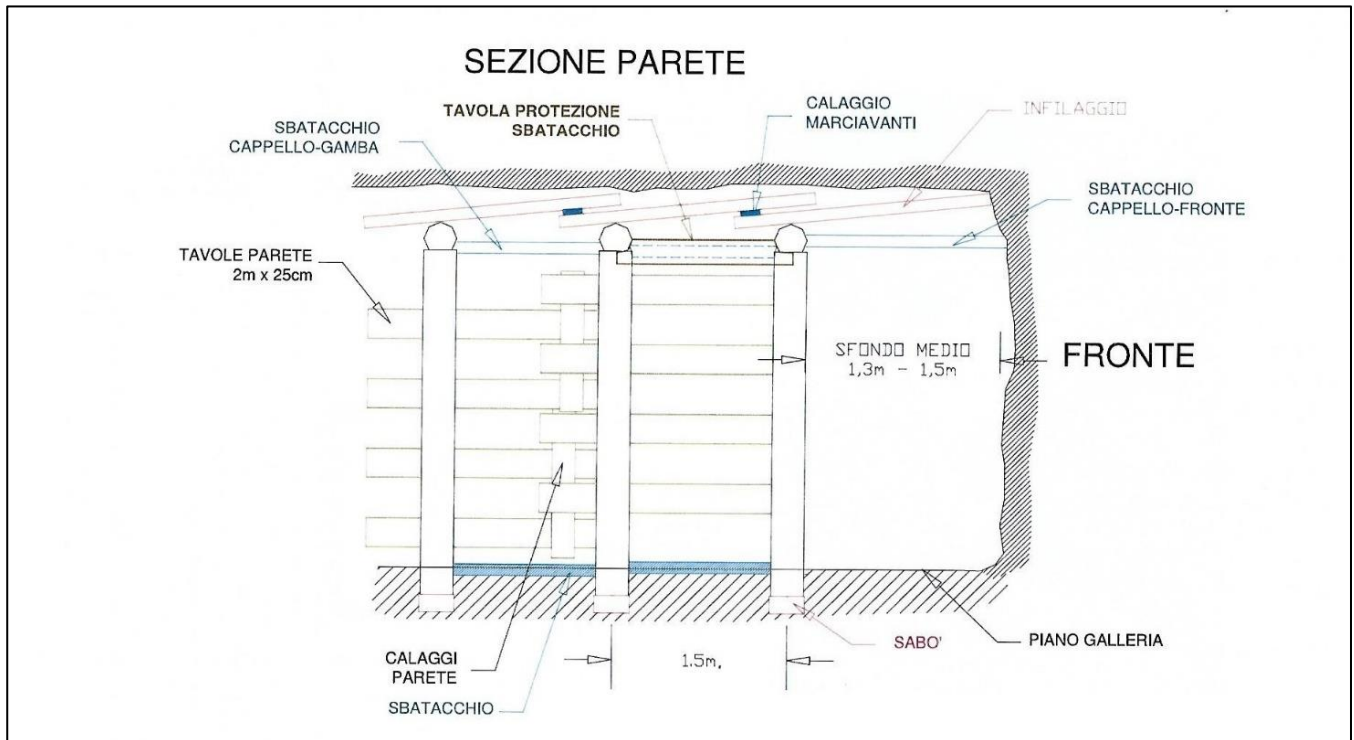 SEZIONE PARETE
TAVOLA PROTEZIONE
SBATACCHIO
CALAGGIO
MARCIAVANTI
INFILAGGIO
SBATACCHIO
CAPPELLO-GAMBA
SBATACCHIO
CAPPELLO-FRONTE
TAVOLE PARETE
2m x 25cm
SFONDO MEDIO
1,3m - 1,5m
FRONTE
SABO'
PIANO GALLERIA
CALAGGI
PARETE
1.5m,
SBATACCHIO